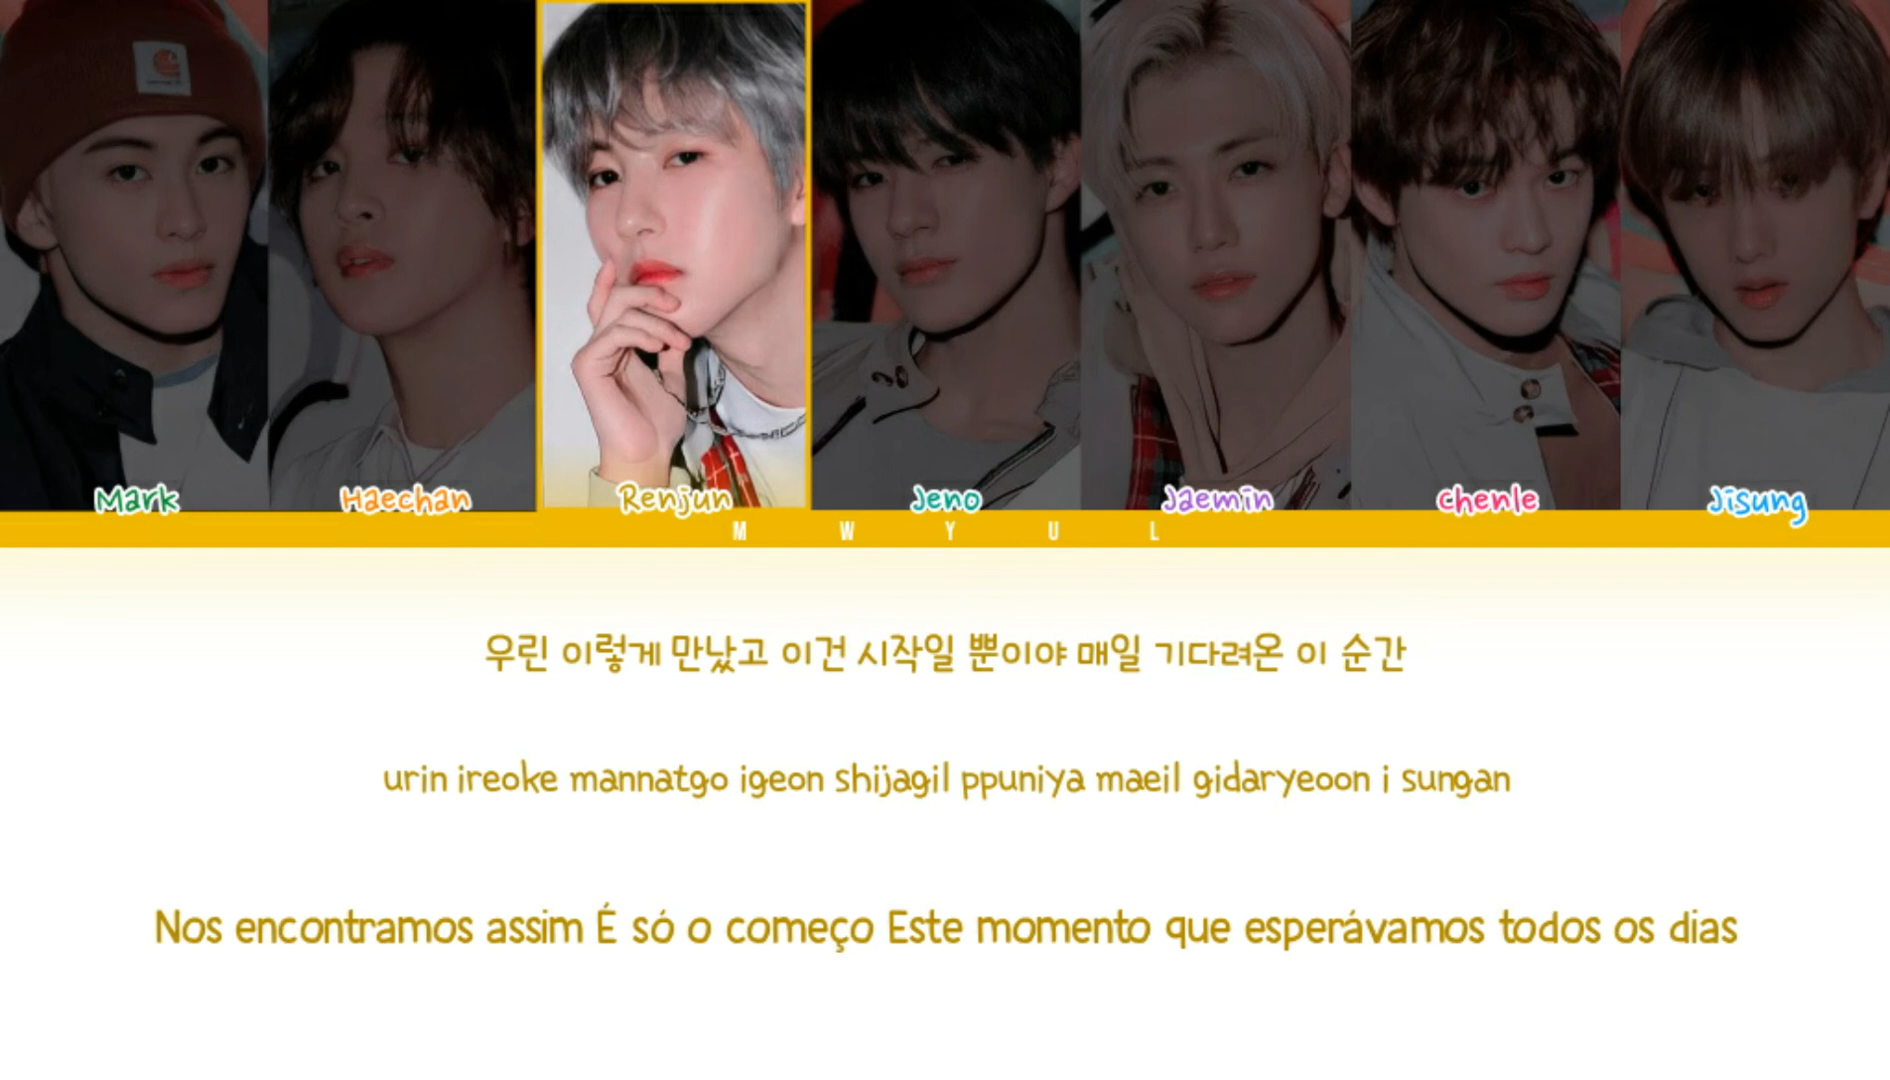 Mark Haechan Renjun Jeno Jaemin Chenle Jisung
M W Y U L
우린 이렇게 만났고 이건 시작일 뿐이야 매일 기다려온 이 순간
urin ireoke mannatgo igeon shijagil ppuniya maeil gidaryeoon i sungan
Nos encontramos assim É só o começo Este momento que esperávamos todos os dias